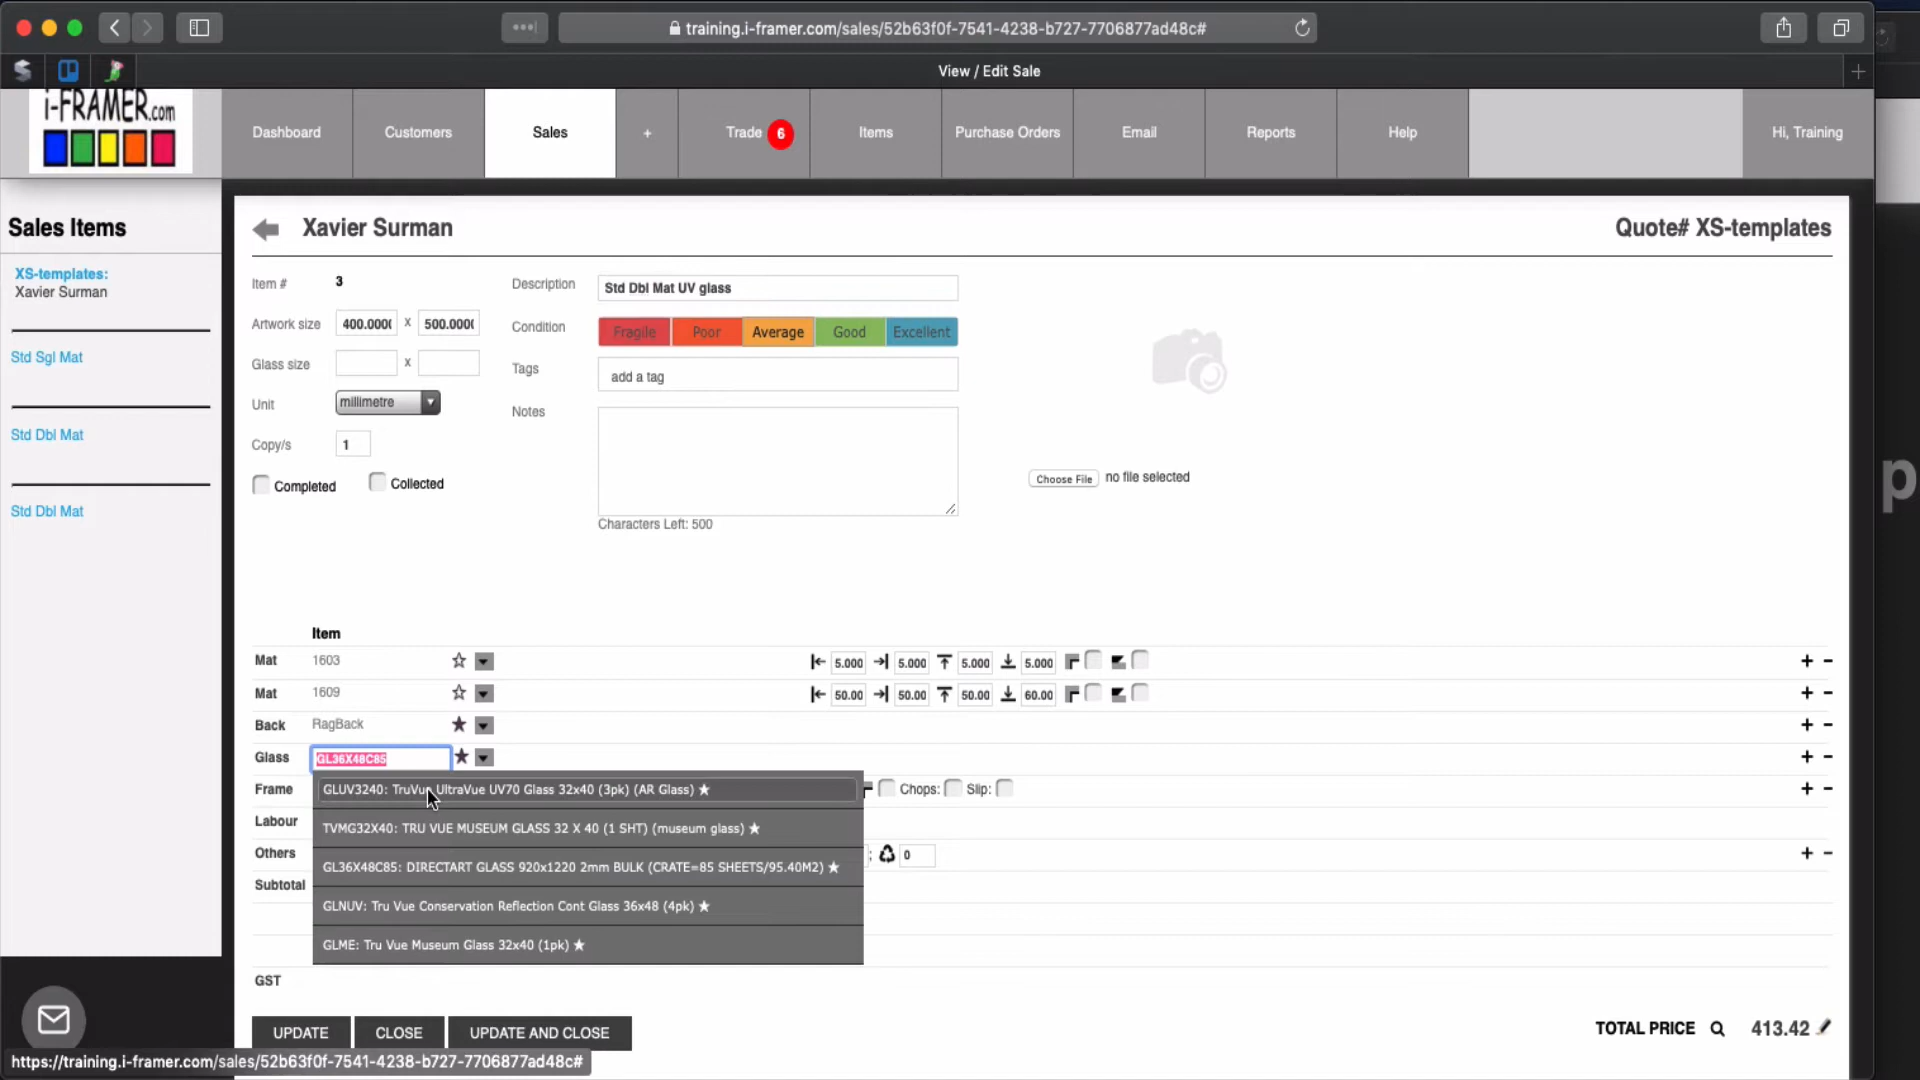 training.i-framer.com/sales/52b63f0f-7541-4238-b727-7706877ad48c#
View / Edit Sale
i-FRAMER.com
Dashboard
Customers
Sales
+
Trade 6
Items
Purchase Orders
Email
Reports
Help
Hi, Training
Sales Items
XS-templates:
Xavier Surman
Std Sgl Mat
Std Dbl Mat
Std Dbl Mat
Xavier Surman
Quote# XS-templates
Item # 3
Artwork size 400.000 x 500.000
Glass size x
Unit millimetre
Copy/s 1
Completed Collected
Description Std Dbl Mat UV glass
Condition Fragile Poor Average Good Excellent
Tags add a tag
Notes
Characters Left: 500
Choose File no file selected
Item
Mat 1603 5.000 5.000 5.000 5.000 + -
Mat 1609 50.00 50.00 50.00 60.00 + -
Back RagBack + -
Glass GL36X48C85 + -
Frame Chops: Slip: + -
Labour
Others : 0 + -
Subtotal
GLUV3240: TruVue UltraVue UV70 Glass 32x40 (3pk) (AR Glass) ★
TVMG32X40: TRU VUE MUSEUM GLASS 32 X 40 (1 SHT) (museum glass) ★
GL36X48C85: DIRECTART GLASS 920x1220 2mm BULK (CRATE=85 SHEETS/95.40M2) ★
GLNUV: Tru Vue Conservation Reflection Cont Glass 36x48 (4pk) ★
GLME: Tru Vue Museum Glass 32x40 (1pk) ★
GST
UPDATE CLOSE UPDATE AND CLOSE
TOTAL PRICE 413.42
https://training.i-framer.com/sales/52b63f0f-7541-4238-b727-7706877ad48c#
p